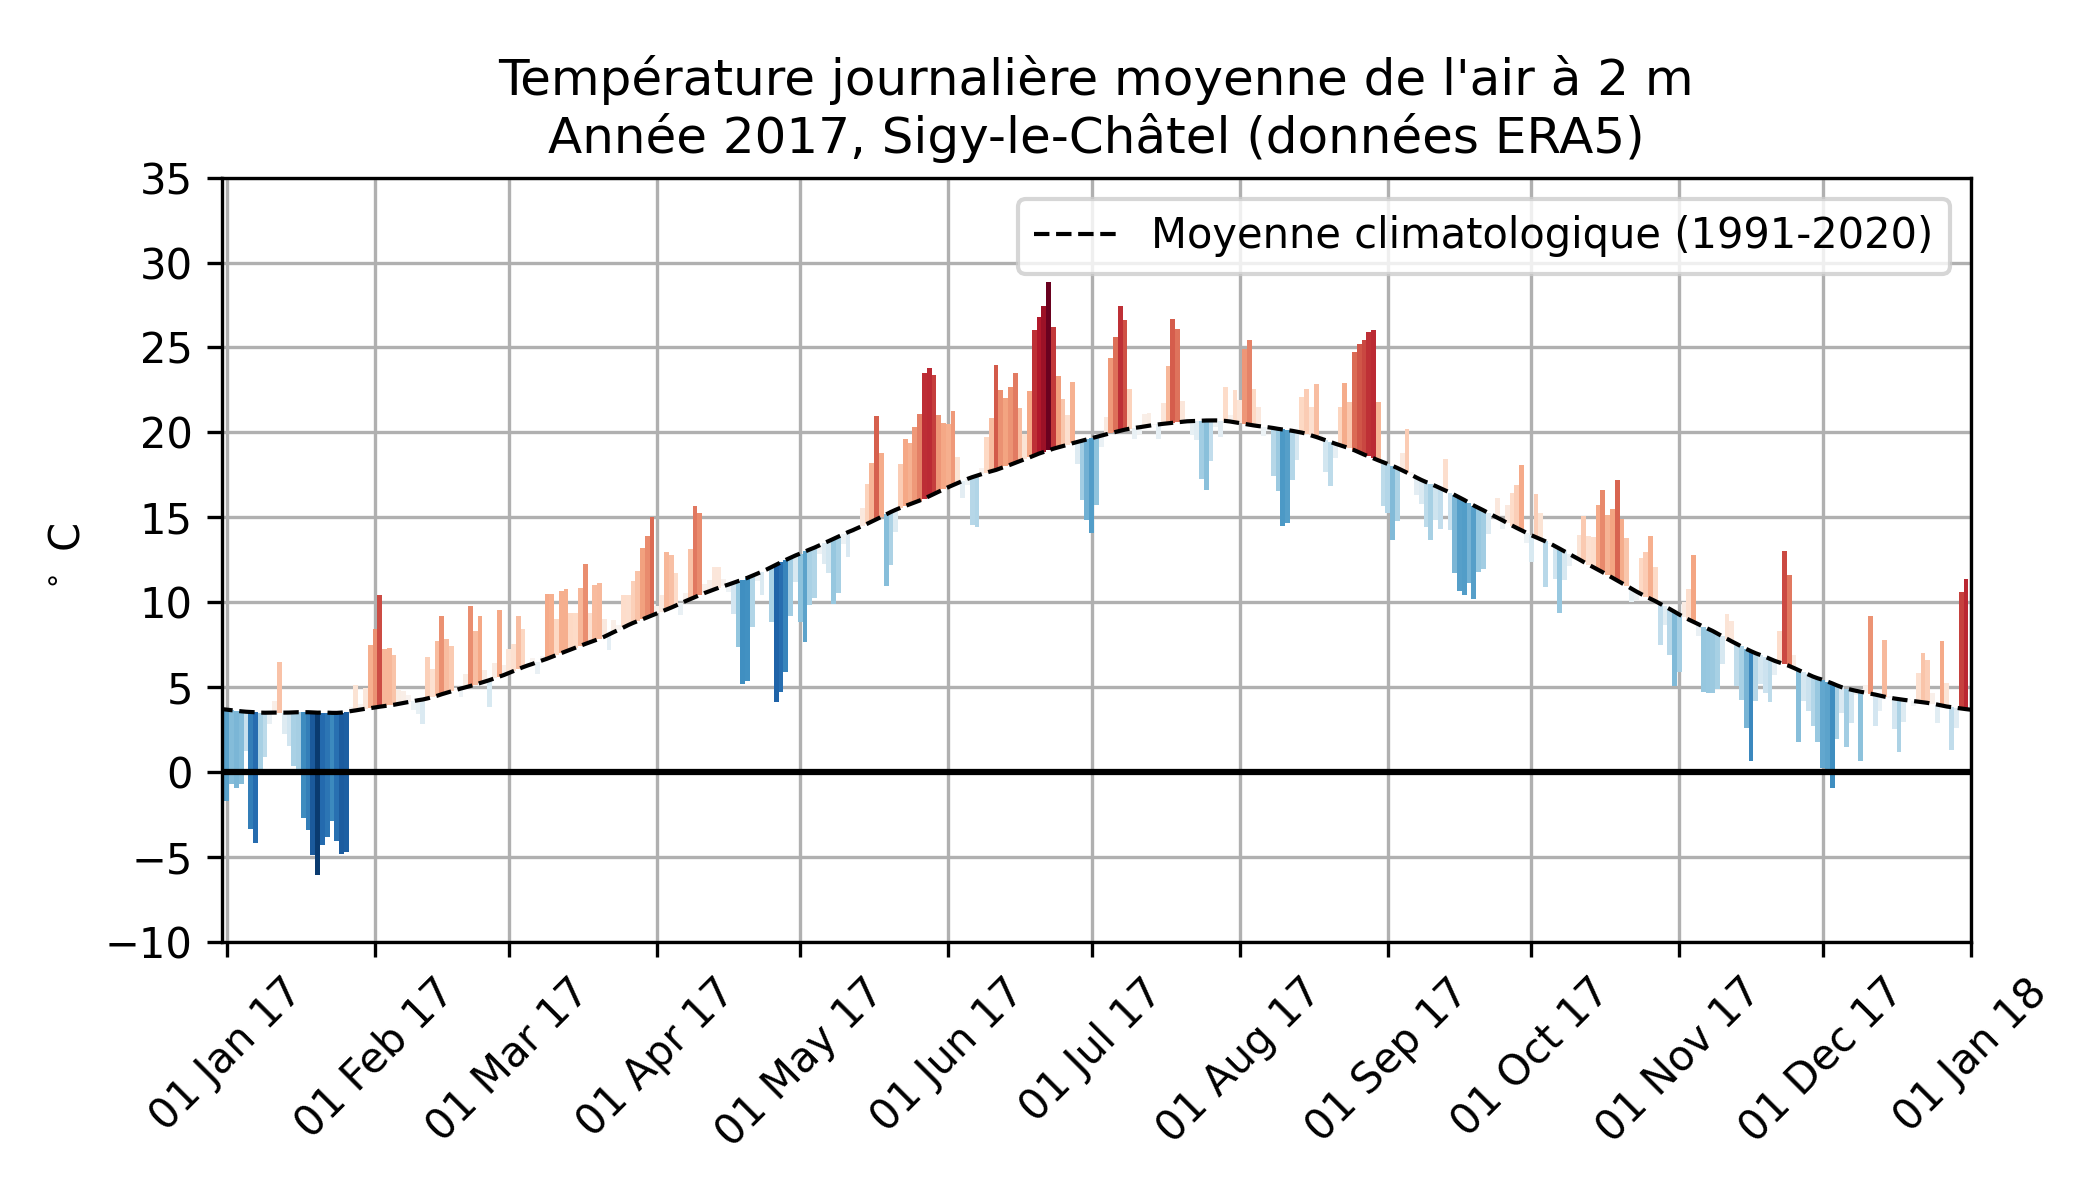 Température journalière moyenne de l'air à 2 m
Année 2017, Sigy-le-Châtel (données ERA5)
Moyenne climatologique (1991-2020)
35
30
25
20
15
10
5
0
−5
−10
° C
01 Jan 17
01 Feb 17
01 Mar 17
01 Apr 17
01 May 17
01 Jun 17
01 Jul 17
01 Aug 17
01 Sep 17
01 Oct 17
01 Nov 17
01 Dec 17
01 Jan 18